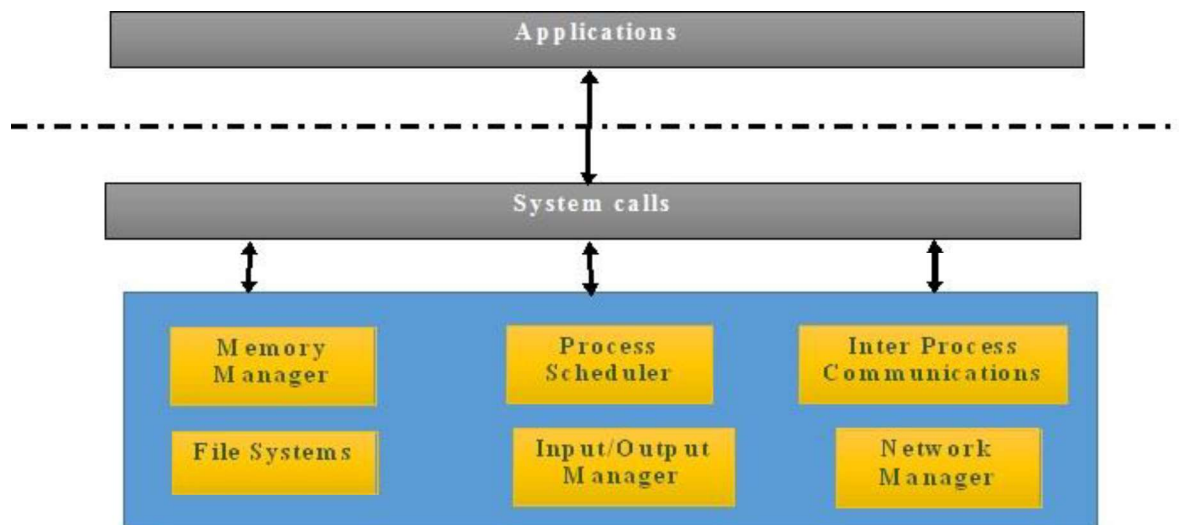 Applications
System calls
Memory
Manager
Process
Scheduler
Inter Process
Communications
File Systems
Input/Output
Manager
Network
Manager